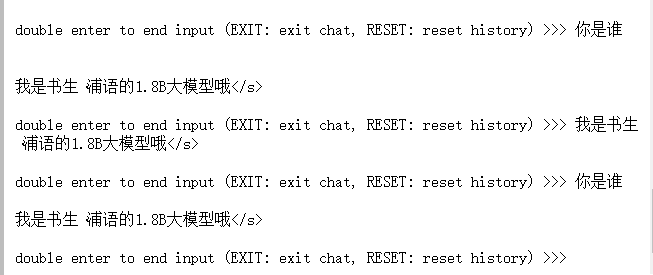 double enter to end input (EXIT: exit chat, RESET: reset history) >>> 你是谁
我是书生·浦语的1.8B大模型哦</s>
double enter to end input (EXIT: exit chat, RESET: reset history) >>> 我是书生
·浦语的1.8B大模型哦</s>
double enter to end input (EXIT: exit chat, RESET: reset history) >>> 你是谁
我是书生·浦语的1.8B大模型哦</s>
double enter to end input (EXIT: exit chat, RESET: reset history) >>>